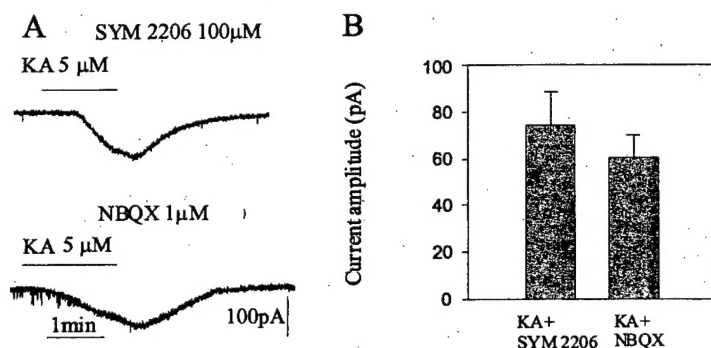 A
SYM 2206 100μM
KA 5 μM
NBQX 1μM
KA 5 μM
1min
100pA
B
Current amplitude (pA)
100
80
60
40
20
0
KA+
SYM 2206
KA+
NBQX